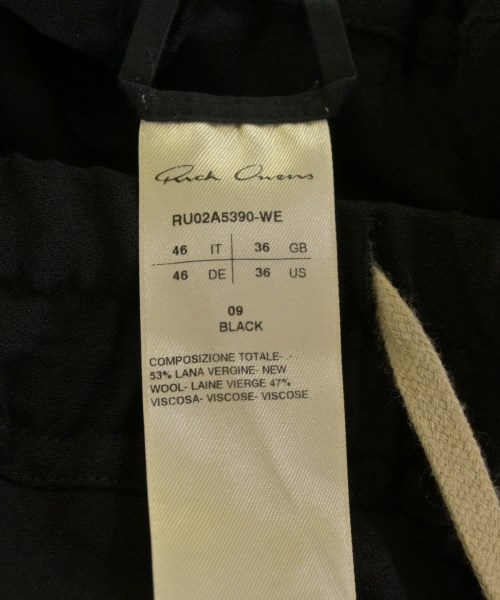 Rick Owens
RU02A5390-WE
46 IT 36 GB
46 DE 36 US
09
BLACK
COMPOSIZIONE TOTALE- -
53% LANA VERGINE- NEW
WOOL- LAINE VIERGE 47%
VISCOSA- VISCOSE- VISCOSE